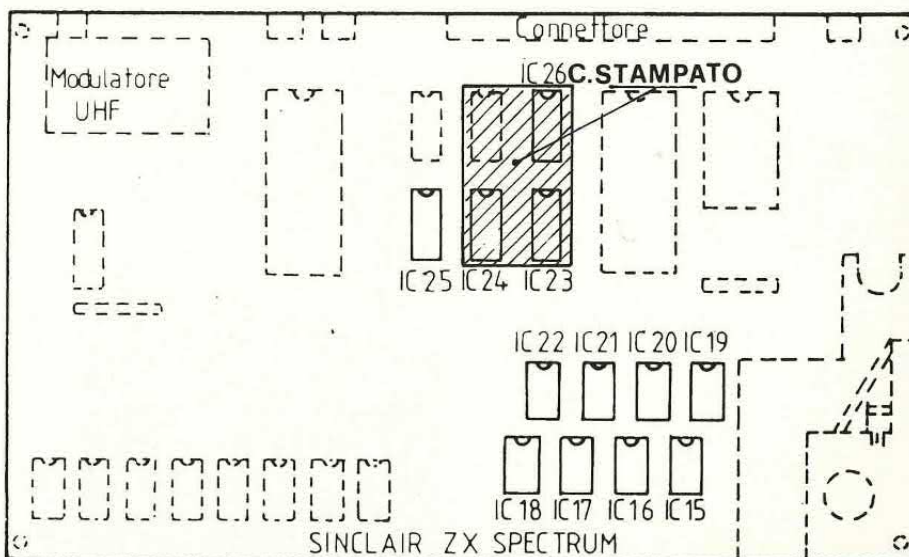 Connettore
Modulatore
UHF
IC26 C.STAMPATO
IC25 IC24 IC23
IC22 IC21 IC20 IC19
IC18 IC17 IC16 IC15
SINCLAIR ZX SPECTRUM